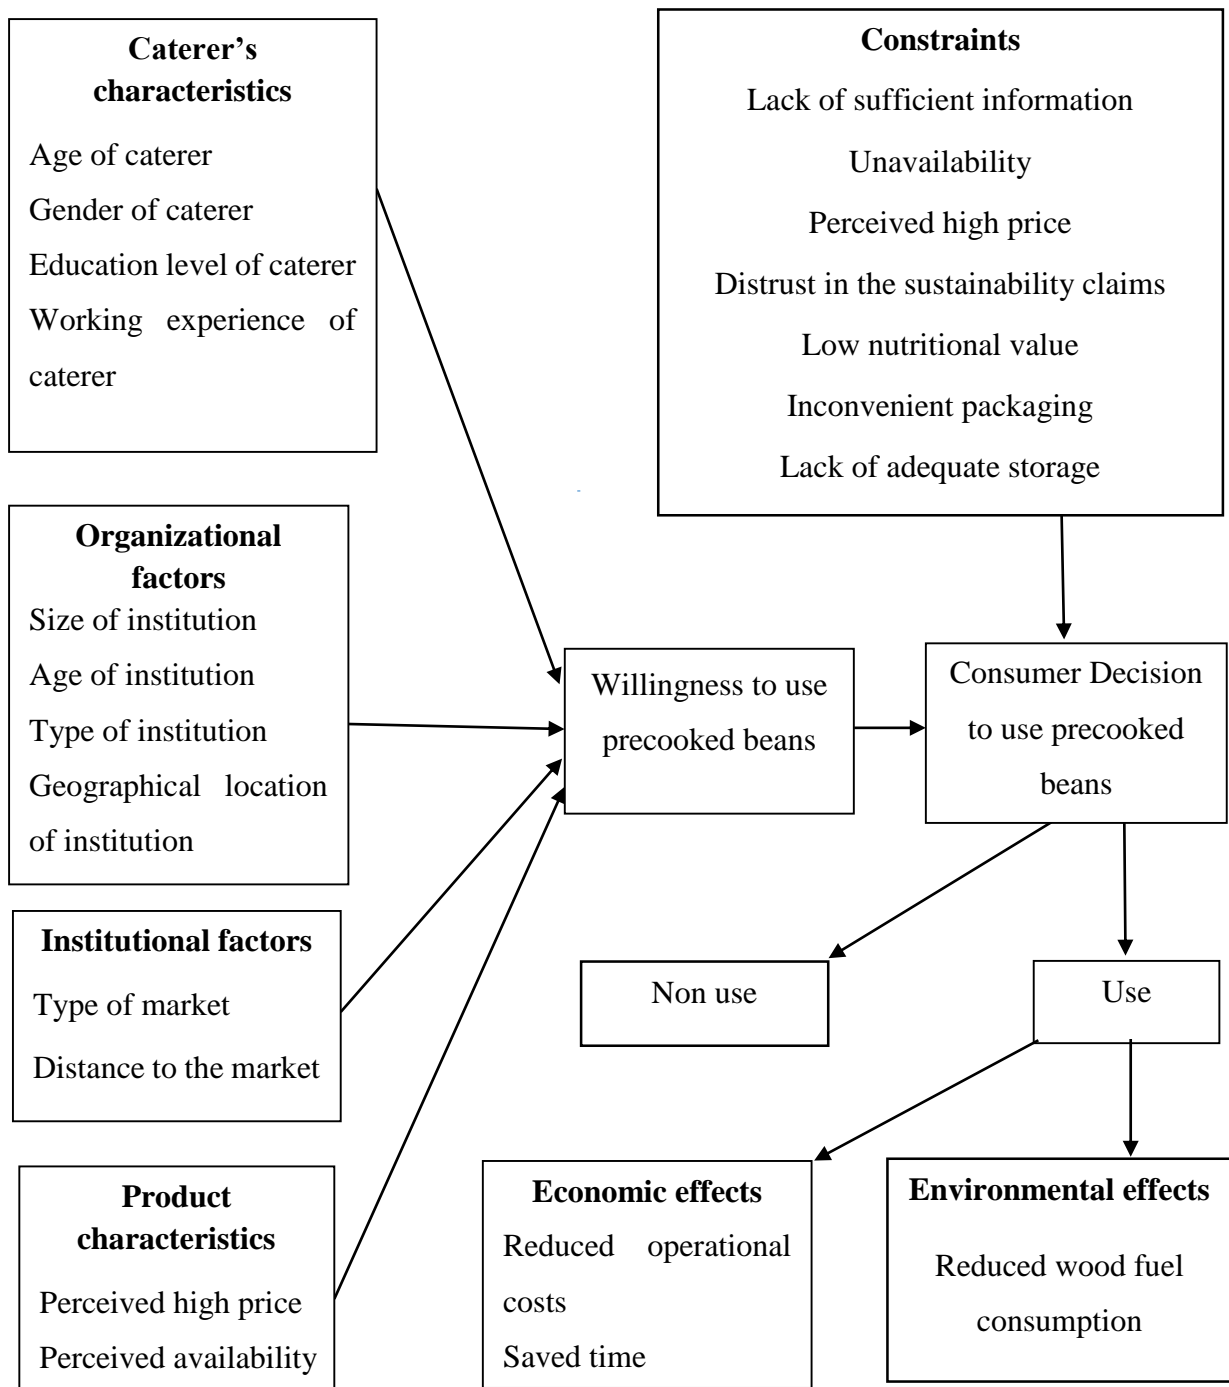 Caterer’s
characteristics
Age of caterer
Gender of caterer
Education level of caterer
Working experience of
caterer
Constraints
Lack of sufficient information
Unavailability
Perceived high price
Distrust in the sustainability claims
Low nutritional value
Inconvenient packaging
Lack of adequate storage
Organizational
factors
Size of institution
Age of institution
Type of institution
Geographical location
of institution
Willingness to use
precooked beans
Consumer Decision
to use precooked
beans
Institutional factors
Type of market
Distance to the market
Non use
Use
Product
characteristics
Perceived high price
Perceived availability
Economic effects
Reduced operational
costs
Saved time
Environmental effects
Reduced wood fuel
consumption